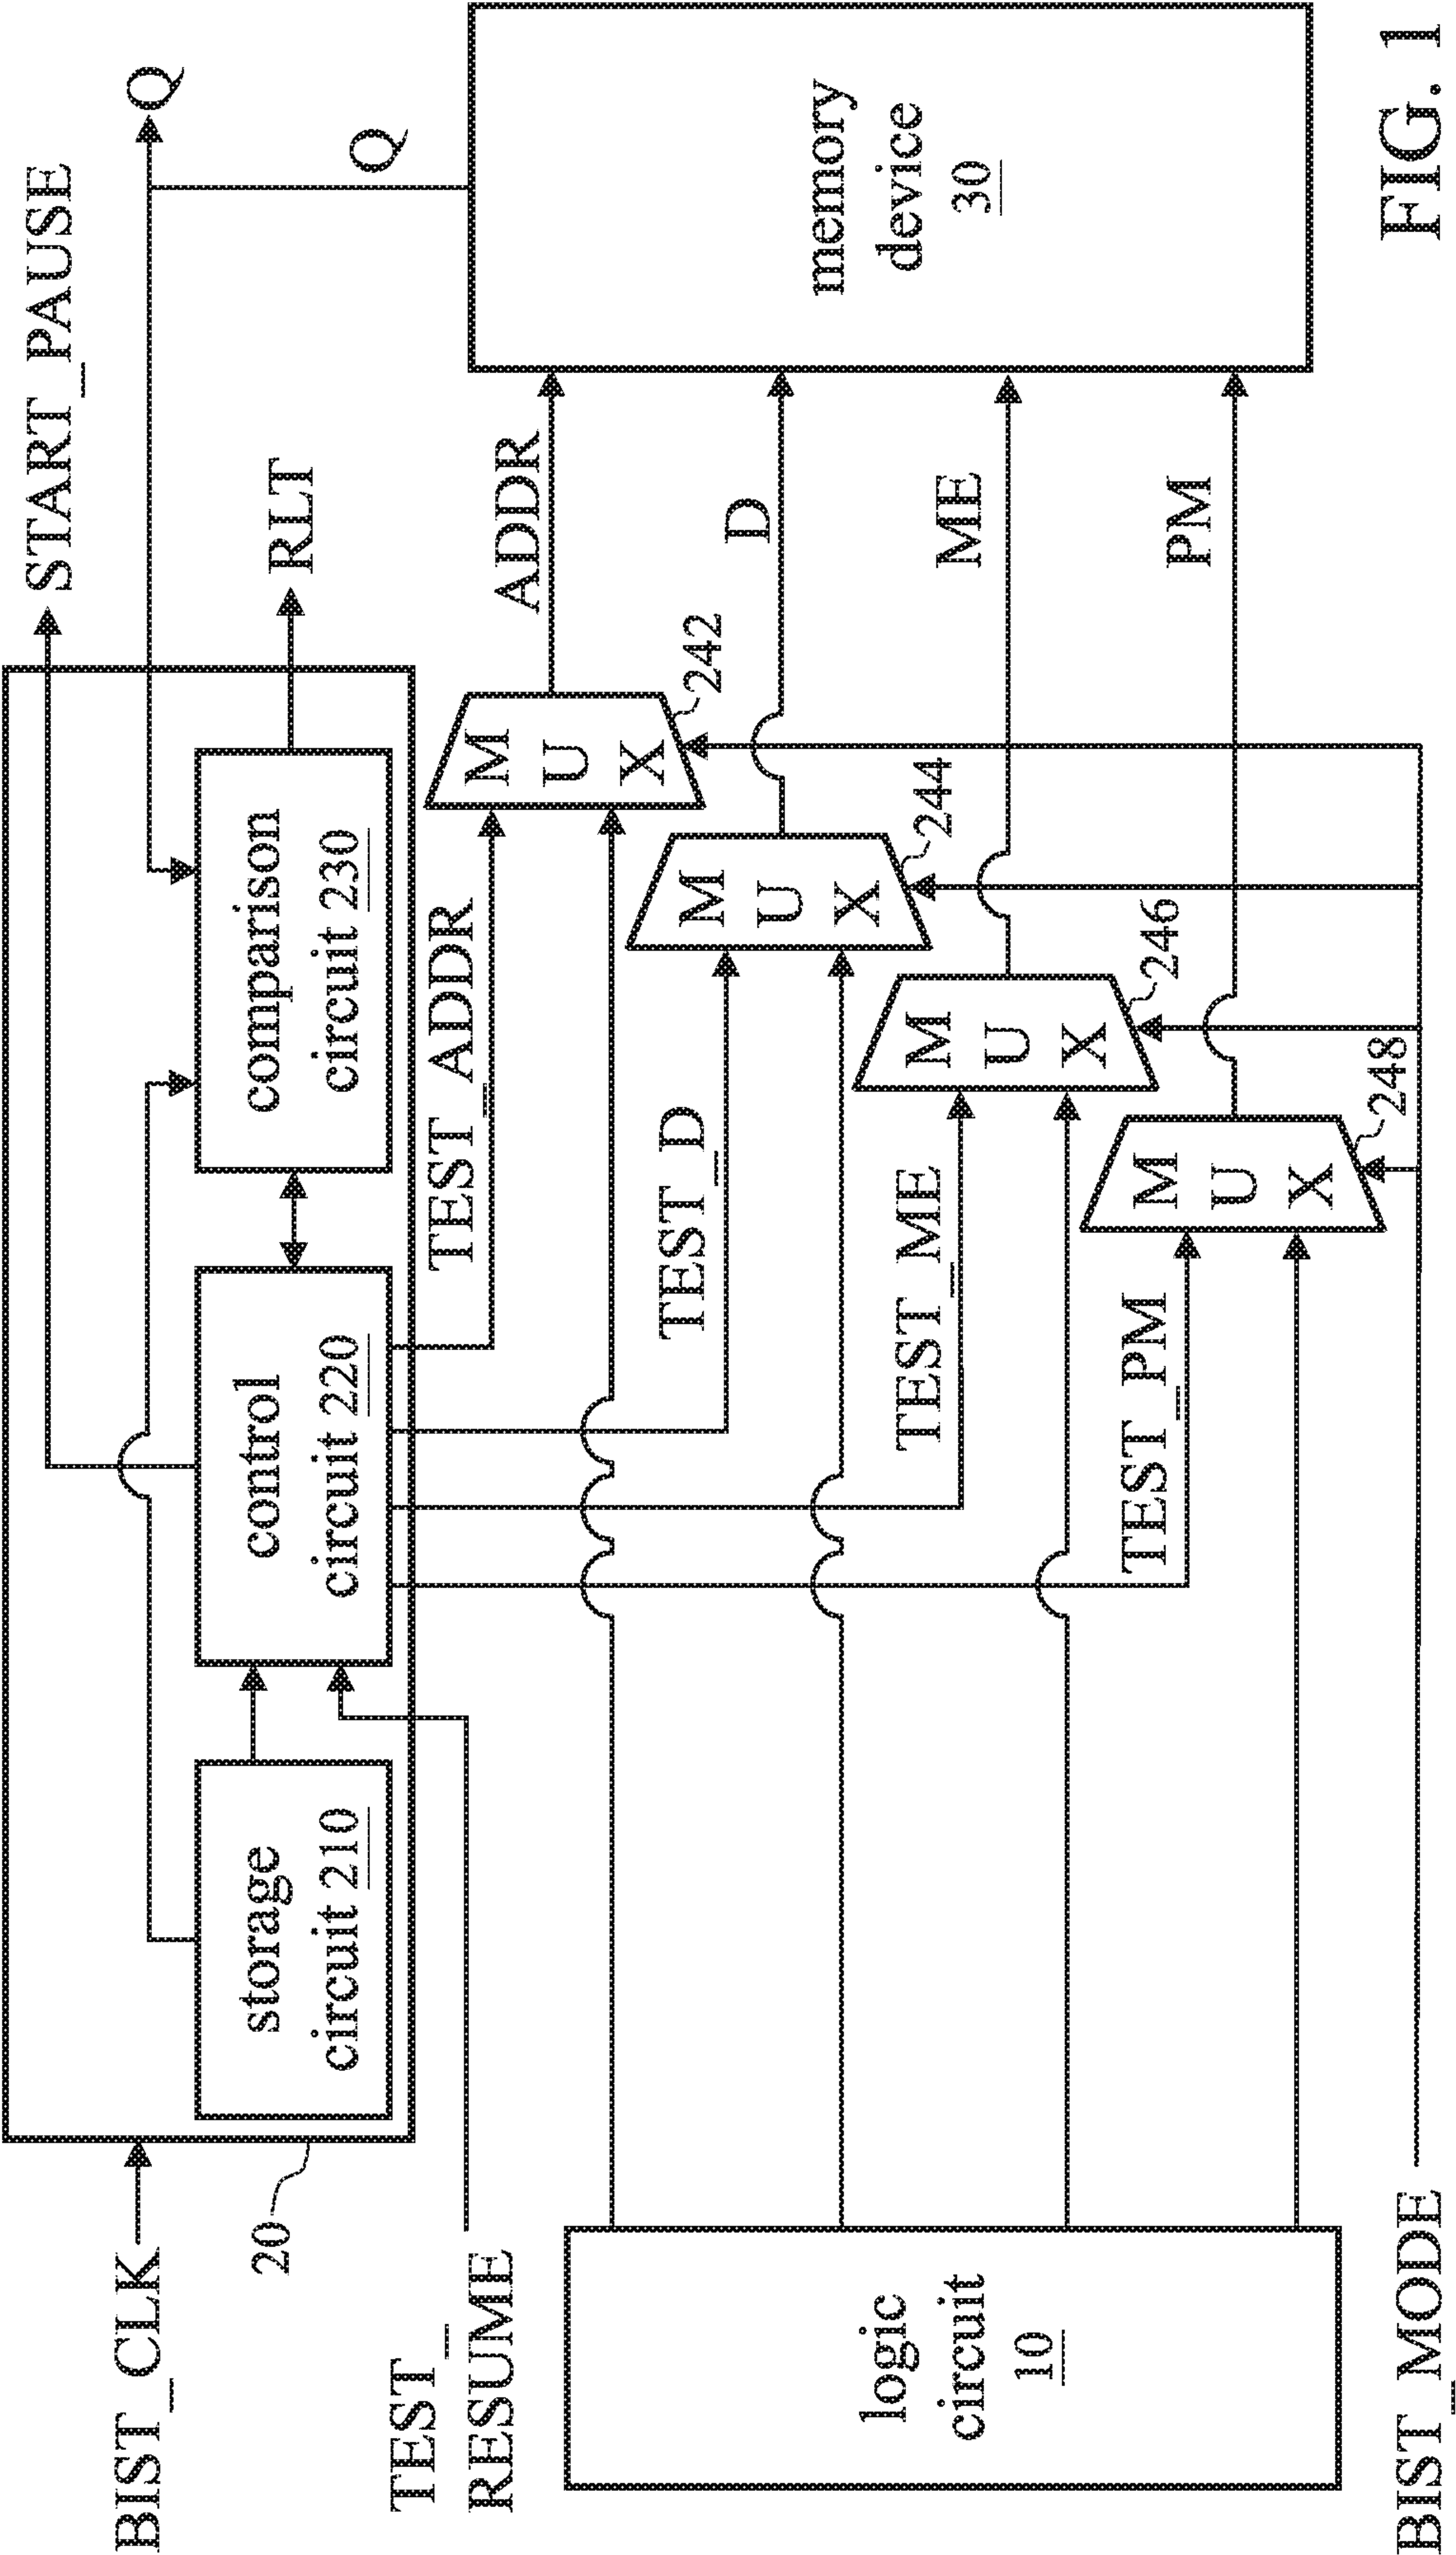 BIST_CLK
20
START_PAUSE
Q
Q
RLT
storage
circuit 210
control
circuit 220
comparison
circuit 230
TEST_
RESUME
TEST_ADDR
TEST_D
TEST_ME
TEST_PM
M
U
X
242
M
U
X
244
M
U
X
246
M
U
X
248
ADDR
D
ME
PM
logic
circuit
10
memory
device
30
BIST_MODE
FIG. 1